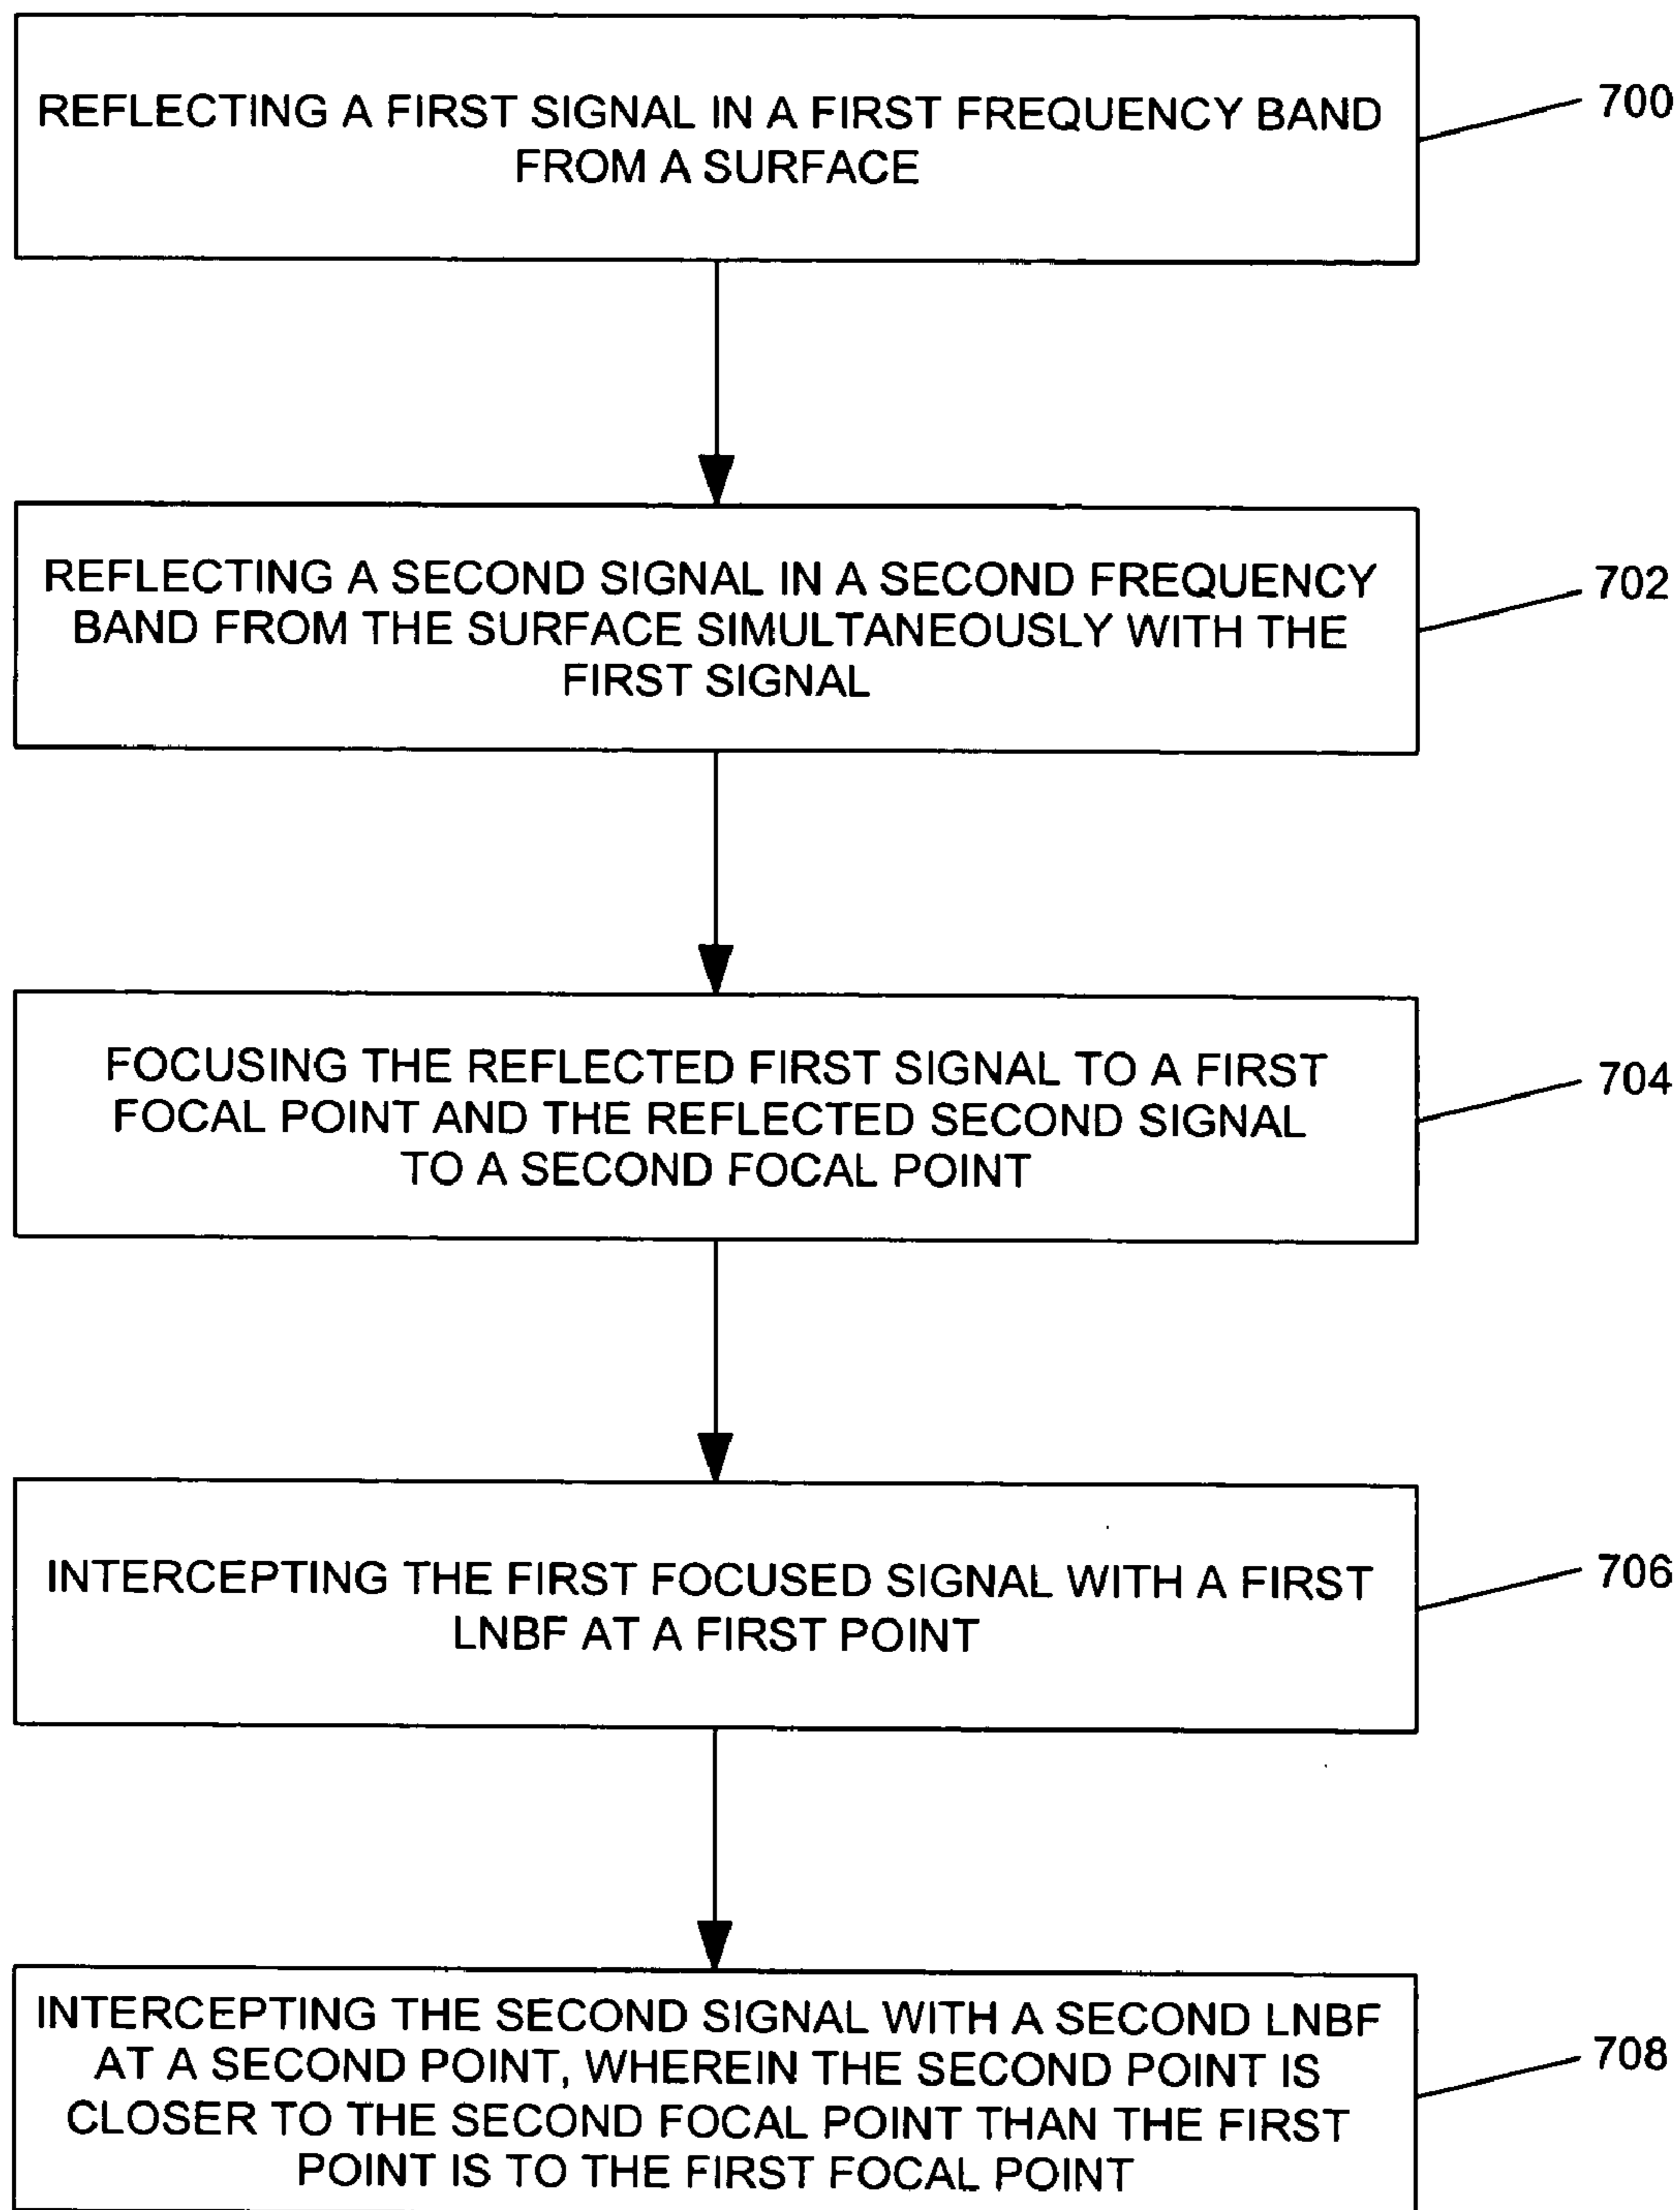 REFLECTING A FIRST SIGNAL IN A FIRST FREQUENCY BAND
FROM A SURFACE
700
REFLECTING A SECOND SIGNAL IN A SECOND FREQUENCY
BAND FROM THE SURFACE SIMULTANEOUSLY WITH THE
FIRST SIGNAL
702
FOCUSING THE REFLECTED FIRST SIGNAL TO A FIRST
FOCAL POINT AND THE REFLECTED SECOND SIGNAL
TO A SECOND FOCAL POINT
704
INTERCEPTING THE FIRST FOCUSED SIGNAL WITH A FIRST
LNBF AT A FIRST POINT
706
INTERCEPTING THE SECOND SIGNAL WITH A SECOND LNBF
AT A SECOND POINT, WHEREIN THE SECOND POINT IS
CLOSER TO THE SECOND FOCAL POINT THAN THE FIRST
POINT IS TO THE FIRST FOCAL POINT
708